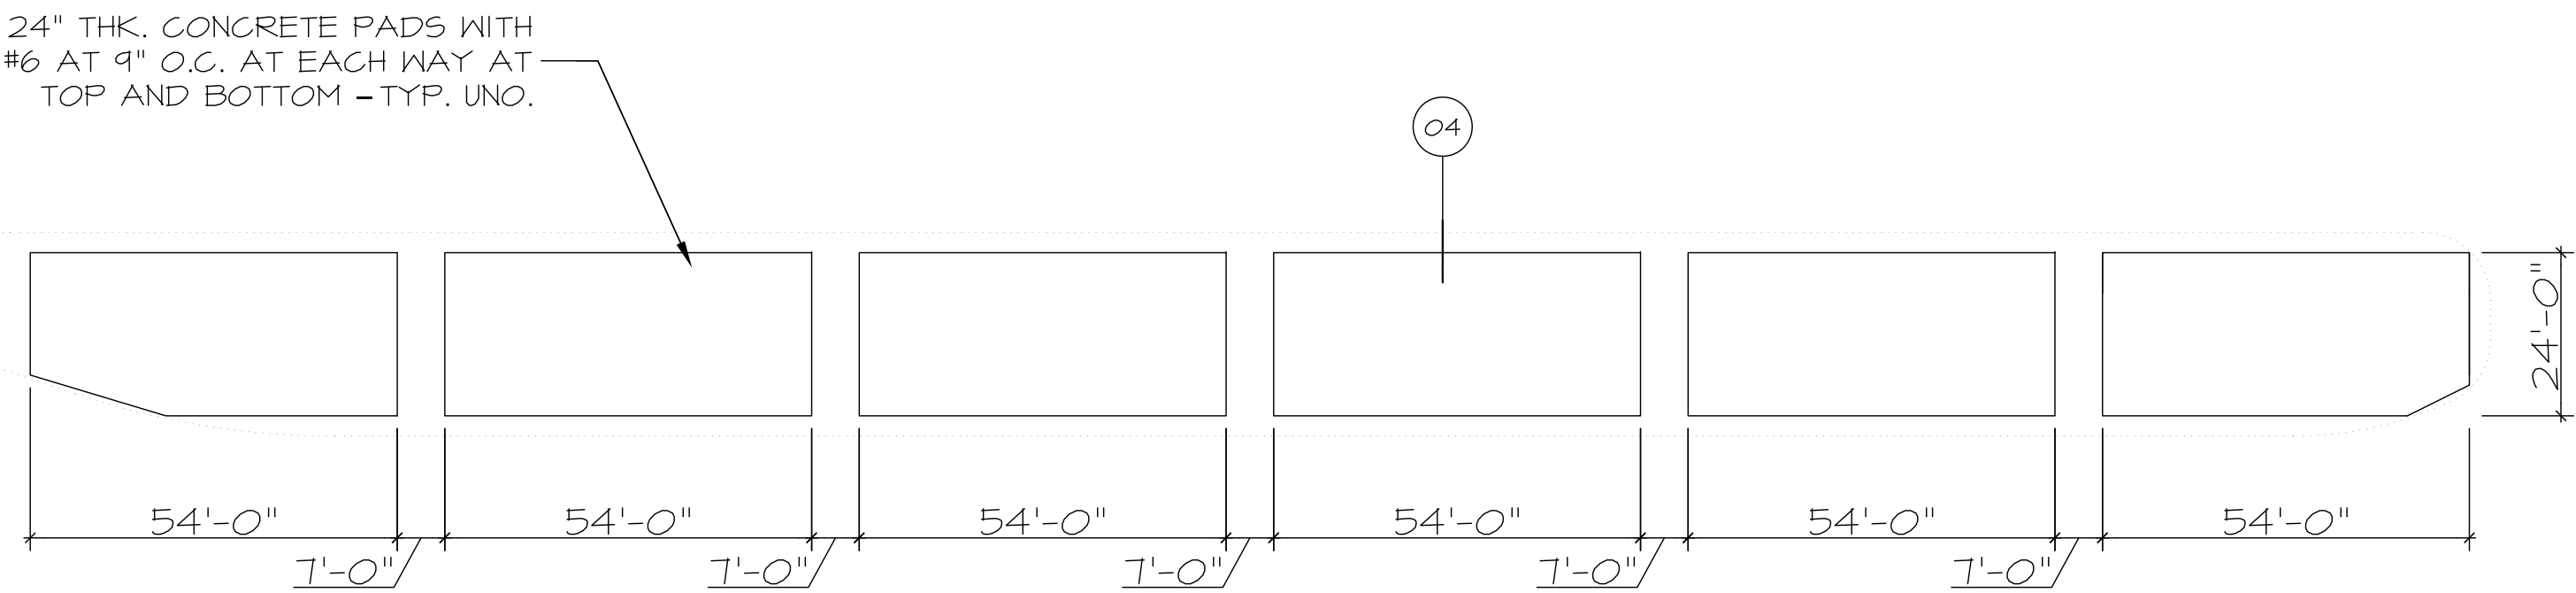 24" THK. CONCRETE PADS WITH
#6 AT 9" O.C. AT EACH WAY AT
TOP AND BOTTOM – TYP. UNO.
04
24'-0"
54'-0" 54'-0" 54'-0" 54'-0" 54'-0" 54'-0"
7'-0" 7'-0" 7'-0" 7'-0" 7'-0"